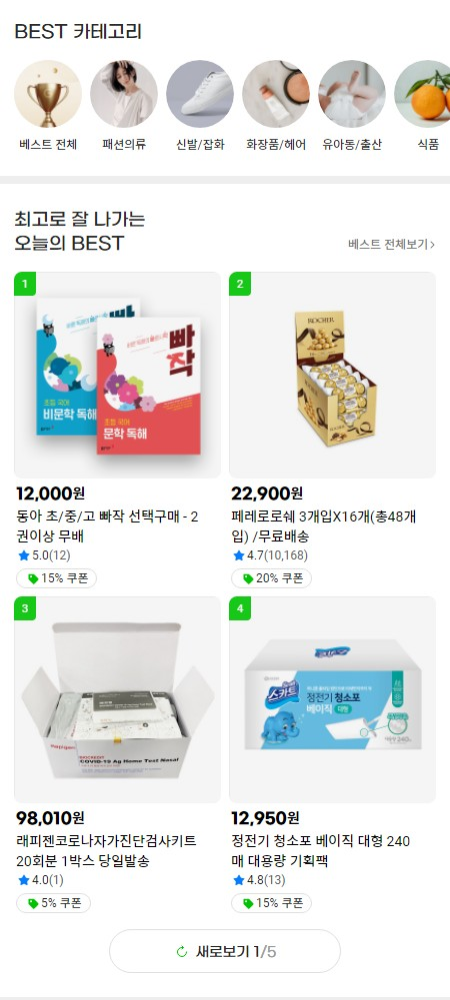 BEST 카테고리
베스트 전체
패션의류
신발/잡화
화장품/헤어
유아동/출산
식품
최고로 잘 나가는
오늘의 BEST
베스트 전체보기
1
빠작
초등 국어
비문학 독해
초등 국어
문학 독해
2
ROCHER
12,000원
동아 초/중/고 빠작 선택구매 - 2
권이상 무배
5.0(12)
15% 쿠폰
22,900원
페레로로쉐 3개입X16개(총48개
입) /무료배송
4.7(10,168)
20% 쿠폰
3
COVID-19 Ag Home Test Nasal
4
스카트
정전기 청소포
베이직 대형
98,010원
래피젠코로나자가진단검사키트
20회분 1박스 당일발송
4.0(1)
5% 쿠폰
12,950원
정전기 청소포 베이직 대형 240
매 대용량 기획팩
4.8(13)
15% 쿠폰
새로보기 1/5